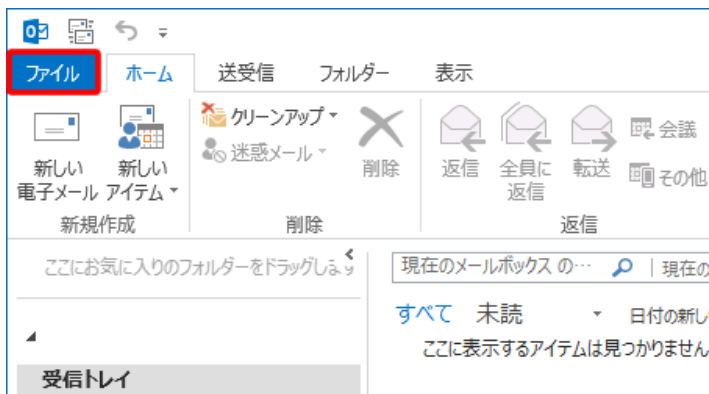 ファイル ホーム 送受信 フォルダー 表示
新しい
電子メール
新しい
アイテム
クリーンアップ
迷惑メール
削除
返信
全員に
返信
転送
会議
その他
新規作成 削除 返信
ここにお気に入りのフォルダーをドラッグします
現在のメールボックス の… 現在の
すべて 未読 日付の新し
ここに表示するアイテムは見つかりません
受信トレイ